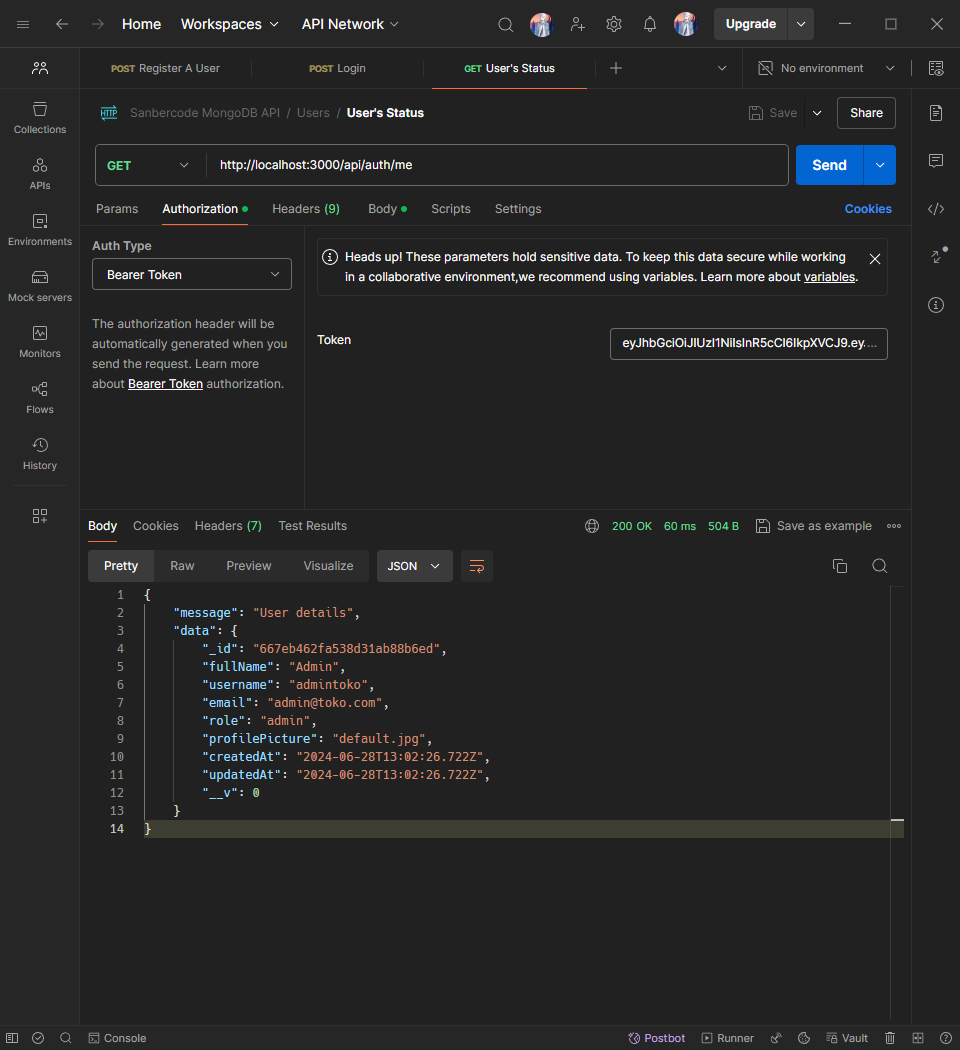 Home Workspaces API Network Upgrade
POST Register A User POST Login GET User's Status No environment
HTTP Sanbercode MongoDB API / Users / User's Status Save Share
Collections
GET http://localhost:3000/api/auth/me Send
APIs
Params Authorization Headers (9) Body Scripts Settings Cookies
Environments
Auth Type
Bearer Token
Heads up! These parameters hold sensitive data. To keep this data secure while working
in a collaborative environment,we recommend using variables. Learn more about variables.
Mock servers
The authorization header will be
automatically generated when you
send the request. Learn more
about Bearer Token authorization.
Token eyJhbGciOiJIUzI1NiIsInR5cCI6IkpXVCJ9.ey....
Monitors
Flows
History
Body Cookies Headers (7) Test Results 200 OK 60 ms 504 B Save as example
Pretty Raw Preview Visualize JSON
1 {
2 "message": "User details",
3 "data": {
4 "_id": "667eb462fa538d31ab88b6ed",
5 "fullName": "Admin",
6 "username": "admintoko",
7 "email": "admin@toko.com",
8 "role": "admin",
9 "profilePicture": "default.jpg",
10 "createdAt": "2024-06-28T13:02:26.722Z",
11 "updatedAt": "2024-06-28T13:02:26.722Z",
12 "__v": 0
13 }
14 }
Console Postbot Runner Vault